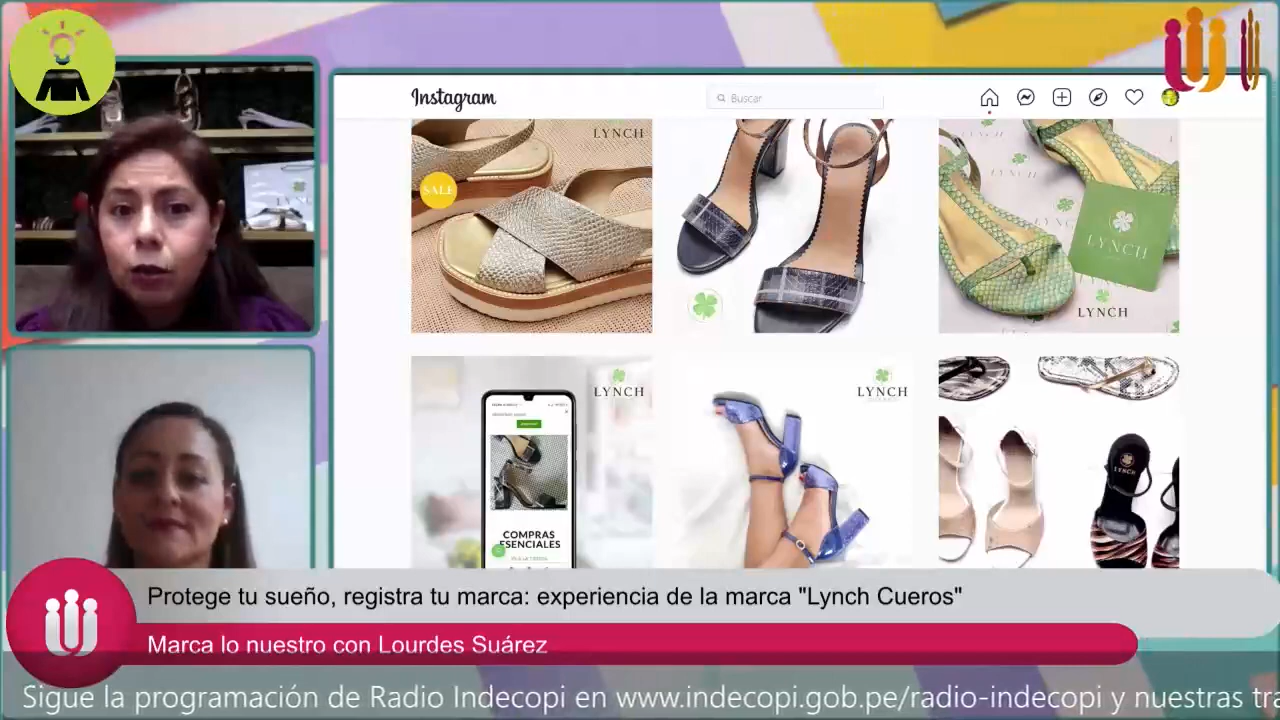 Instagram
Buscar
LYNCH
SALE
LYNCH
LYNCH
LYNCH
LYNCH
COMPRAS
ESENCIALES
LYNCH
Protege tu sueño, registra tu marca: experiencia de la marca "Lynch Cueros"
Marca lo nuestro con Lourdes Suárez
Sigue la programación de Radio Indecopi en www.indecopi.gob.pe/radio-indecopi y nuestras tra